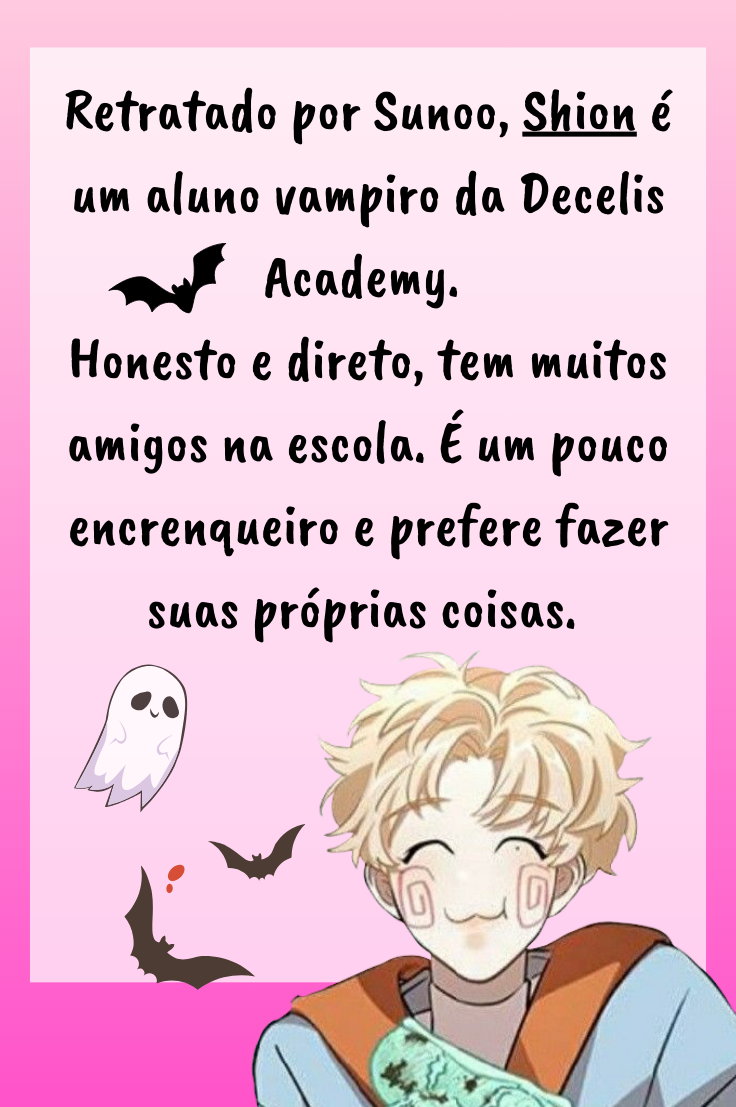 Retratado por Sunoo, Shion é
um aluno vampiro da Decelis
Academy.
Honesto e direto, tem muitos
amigos na escola. É um pouco
encrenqueiro e prefere fazer
suas próprias coisas.